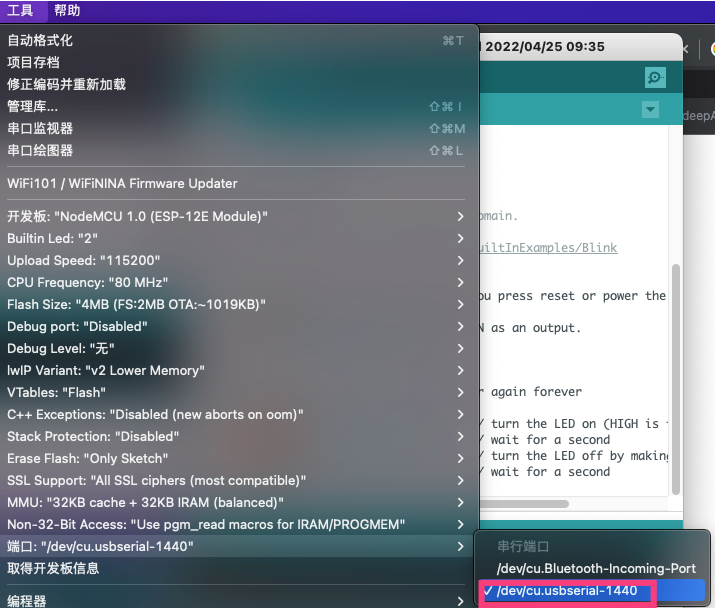 工具 帮助
自动格式化 ⌘T
项目存档
修正编码并重新加载
管理库... ⇧⌘I
串口监视器 ⇧⌘M
串口绘图器 ⇧⌘L
WiFi101 / WiFiNINA Firmware Updater
开发板: "NodeMCU 1.0 (ESP-12E Module)"
Builtin Led: "2"
Upload Speed: "115200"
CPU Frequency: "80 MHz"
Flash Size: "4MB (FS:2MB OTA:~1019KB)"
Debug port: "Disabled"
Debug Level: "无"
lwIP Variant: "v2 Lower Memory"
VTables: "Flash"
C++ Exceptions: "Disabled (new aborts on oom)"
Stack Protection: "Disabled"
Erase Flash: "Only Sketch"
SSL Support: "All SSL ciphers (most compatible)"
MMU: "32KB cache + 32KB IRAM (balanced)"
Non-32-Bit Access: "Use pgm_read macros for IRAM/PROGMEM"
端口: "/dev/cu.usbserial-1440"
取得开发板信息
编程器
串行端口
/dev/cu.Bluetooth-Incoming-Port
✓ /dev/cu.usbserial-1440
2022/04/25 09:35
omain.
uiltInExamples/Blink
ou press reset or power the
N as an output.
r again forever
/ turn the LED on (HIGH is
/ wait for a second
/ turn the LED off by making
/ wait for a second
deepA